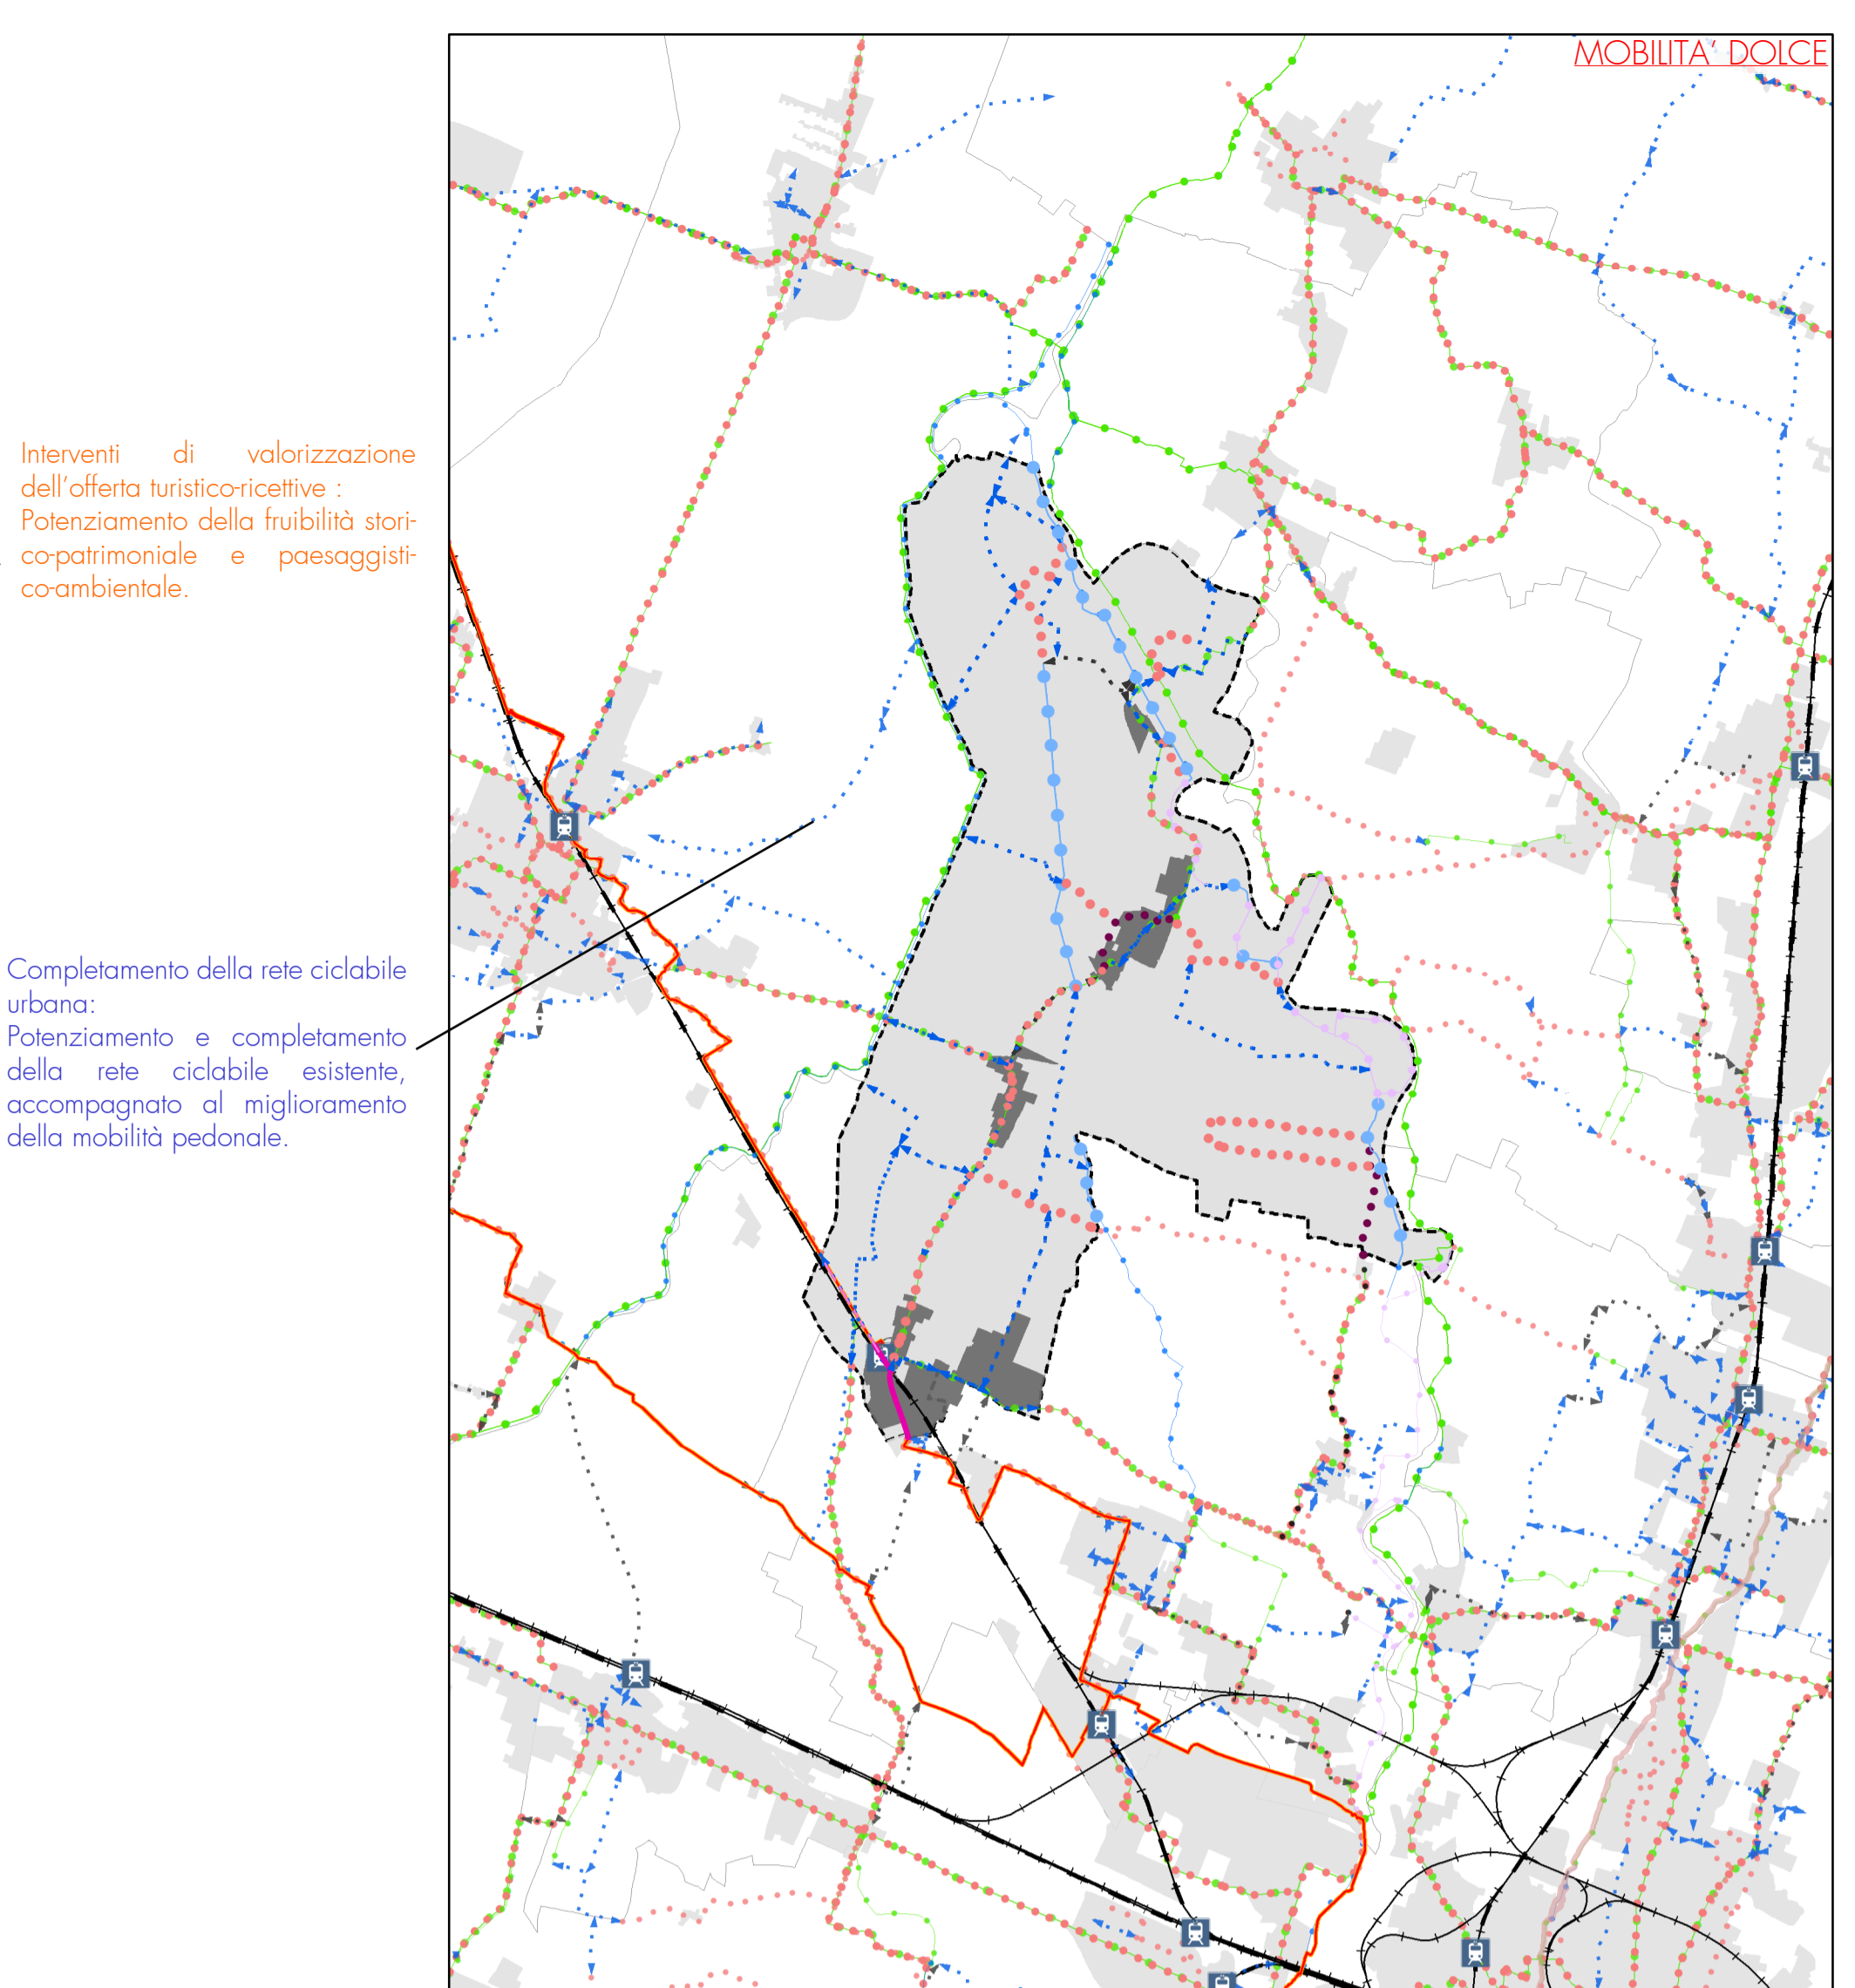 MOBILITA' DOLCE
Interventi di valorizzazione
dell'offerta turistico-ricettive :
Potenziamento della fruibilità stori-
co-patrimoniale e paesaggisti-
co-ambientale.
Completamento della rete ciclabile
urbana:
Potenziamento e completamento
della rete ciclabile esistente,
accompagnato al miglioramento
della mobilità pedonale.